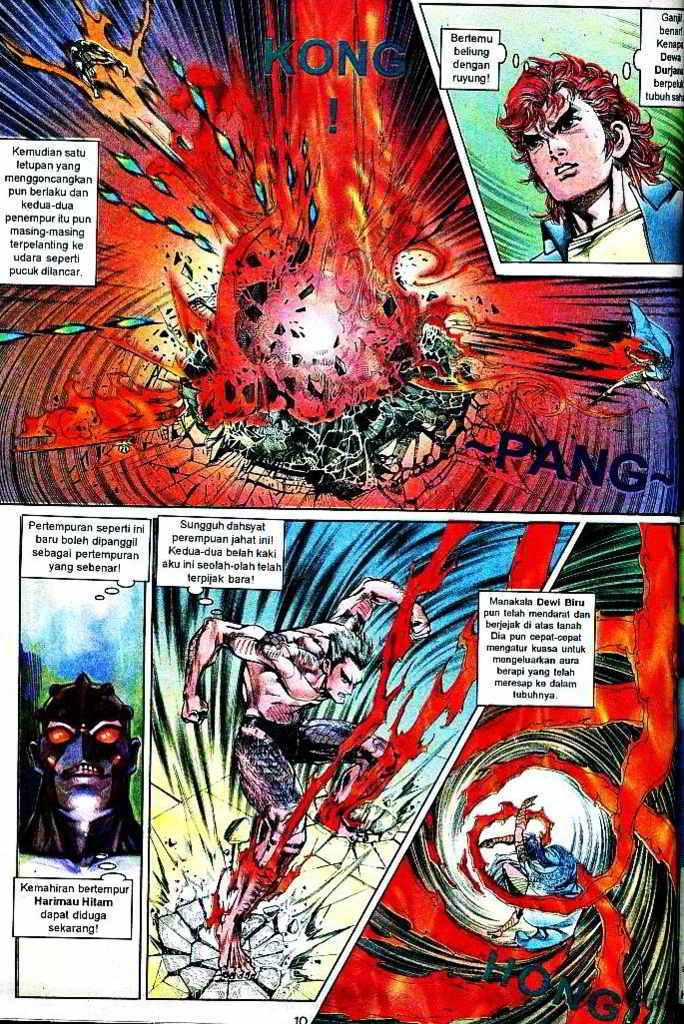 KONG
!
Kemudian satu
letupan yang
menggoncangkan
pun berlaku dan
kedua-dua
penempur itu pun
masing-masing
terpelanting ke
udara seperti
pucuk dilancar.
Bertemu
beliung
dengan
ruyung!
Ganji
benar!
Kenapa
Dewa
Durjana
berpeluk
tubuh
~PANG~
Pertempuran seperti ini
baru boleh dipanggil
sebagai pertempuran
yang sebenar!
Kemahiran bertempur
Harimau Hitam
dapat diduga
sekarang!
Sungguh dahsyat
perempuan jahat ini!
Kedua-dua belah kaki
aku ini seolah-olah telah
terpijak bara!
Manakala Dewi Biru
pun telah mendarat dan
berjejak di atas tanah
Dia pun cepat-cepat
mengatur kuasa untuk
mengeluarkan aura
berapi yang telah
meresap ke dalam
tubuhnya.
HONG!
10